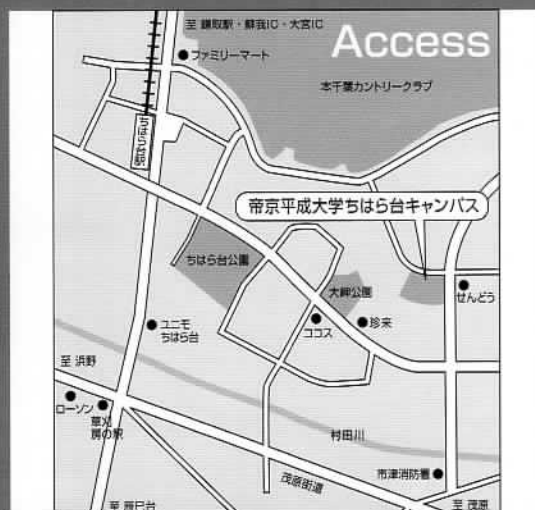 至 鎌取駅・蘇我IC・大宮IC
Access
ファミリーマート
本千葉カントリークラブ
ちはら台駅
帝京平成大学ちはら台キャンパス
ちはら台公園
大岬公園
せんどう
ユニモ
ちはら台
ココス
珍来
至 浜野
ローソン
草刈
房の駅
村田川
茂原街道
市津消防署
至 辰巳台
至 茂原